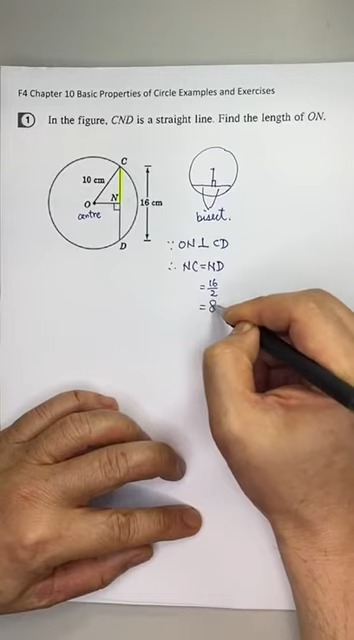 F4 Chapter 10 Basic Properties of Circle Examples and Exercises
1 In the figure, CND is a straight line. Find the length of ON.
C
10 cm
N
O
16 cm
centre
D
bisect.
∵ ON⊥CD
∴ NC=ND
= 16/2
= 8